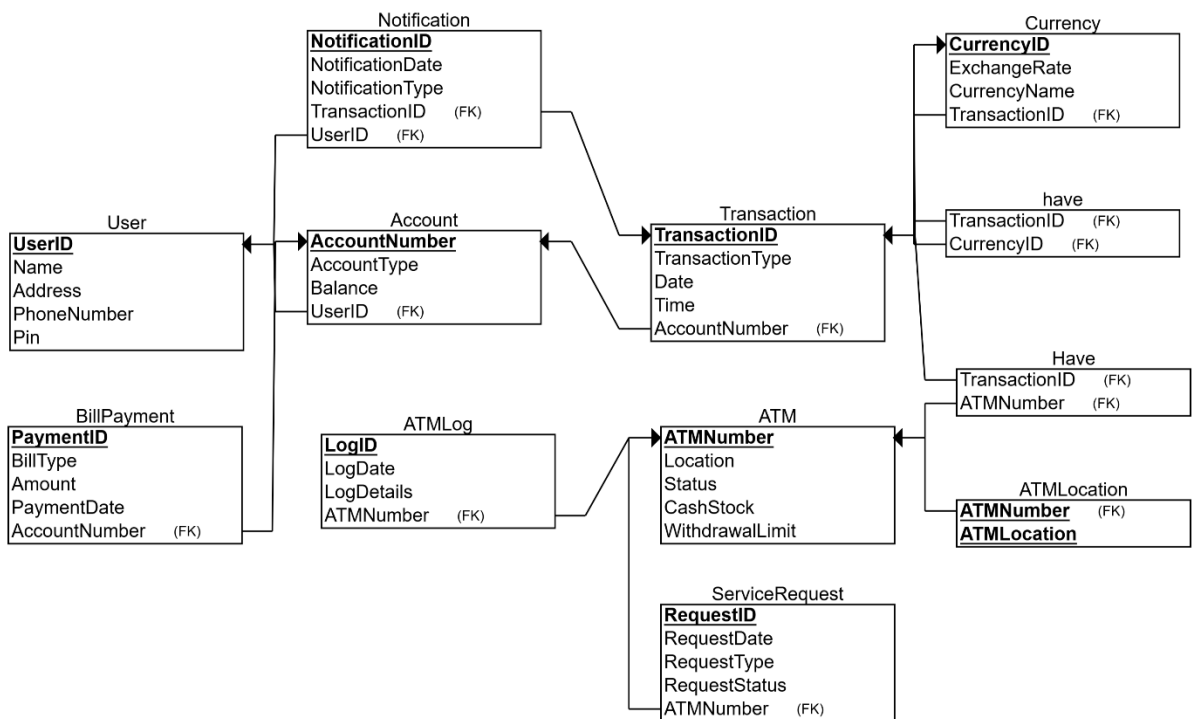 Notification
NotificationID
NotificationDate
NotificationType
TransactionID (FK)
UserID (FK)
Currency
CurrencyID
ExchangeRate
CurrencyName
TransactionID (FK)
User
UserID
Name
Address
PhoneNumber
Pin
Account
AccountNumber
AccountType
Balance
UserID (FK)
Transaction
TransactionID
TransactionType
Date
Time
AccountNumber (FK)
have
TransactionID (FK)
CurrencyID (FK)
Have
TransactionID (FK)
ATMNumber (FK)
BillPayment
PaymentID
BillType
Amount
PaymentDate
AccountNumber (FK)
ATMLog
LogID
LogDate
LogDetails
ATMNumber (FK)
ATM
ATMNumber
Location
Status
CashStock
WithdrawalLimit
ATMLocation
ATMNumber (FK)
ATMLocation
ServiceRequest
RequestID
RequestDate
RequestType
RequestStatus
ATMNumber (FK)